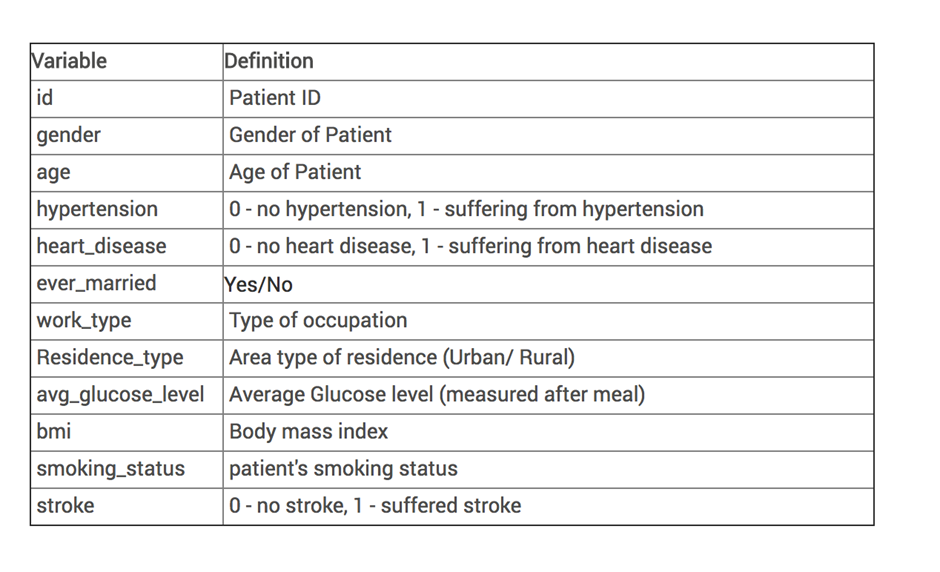 Variable Definition
id Patient ID
gender Gender of Patient
age Age of Patient
hypertension 0 - no hypertension, 1 - suffering from hypertension
heart_disease 0 - no heart disease, 1 - suffering from heart disease
ever_married Yes/No
work_type Type of occupation
Residence_type Area type of residence (Urban/ Rural)
avg_glucose_level Average Glucose level (measured after meal)
bmi Body mass index
smoking_status patient's smoking status
stroke 0 - no stroke, 1 - suffered stroke